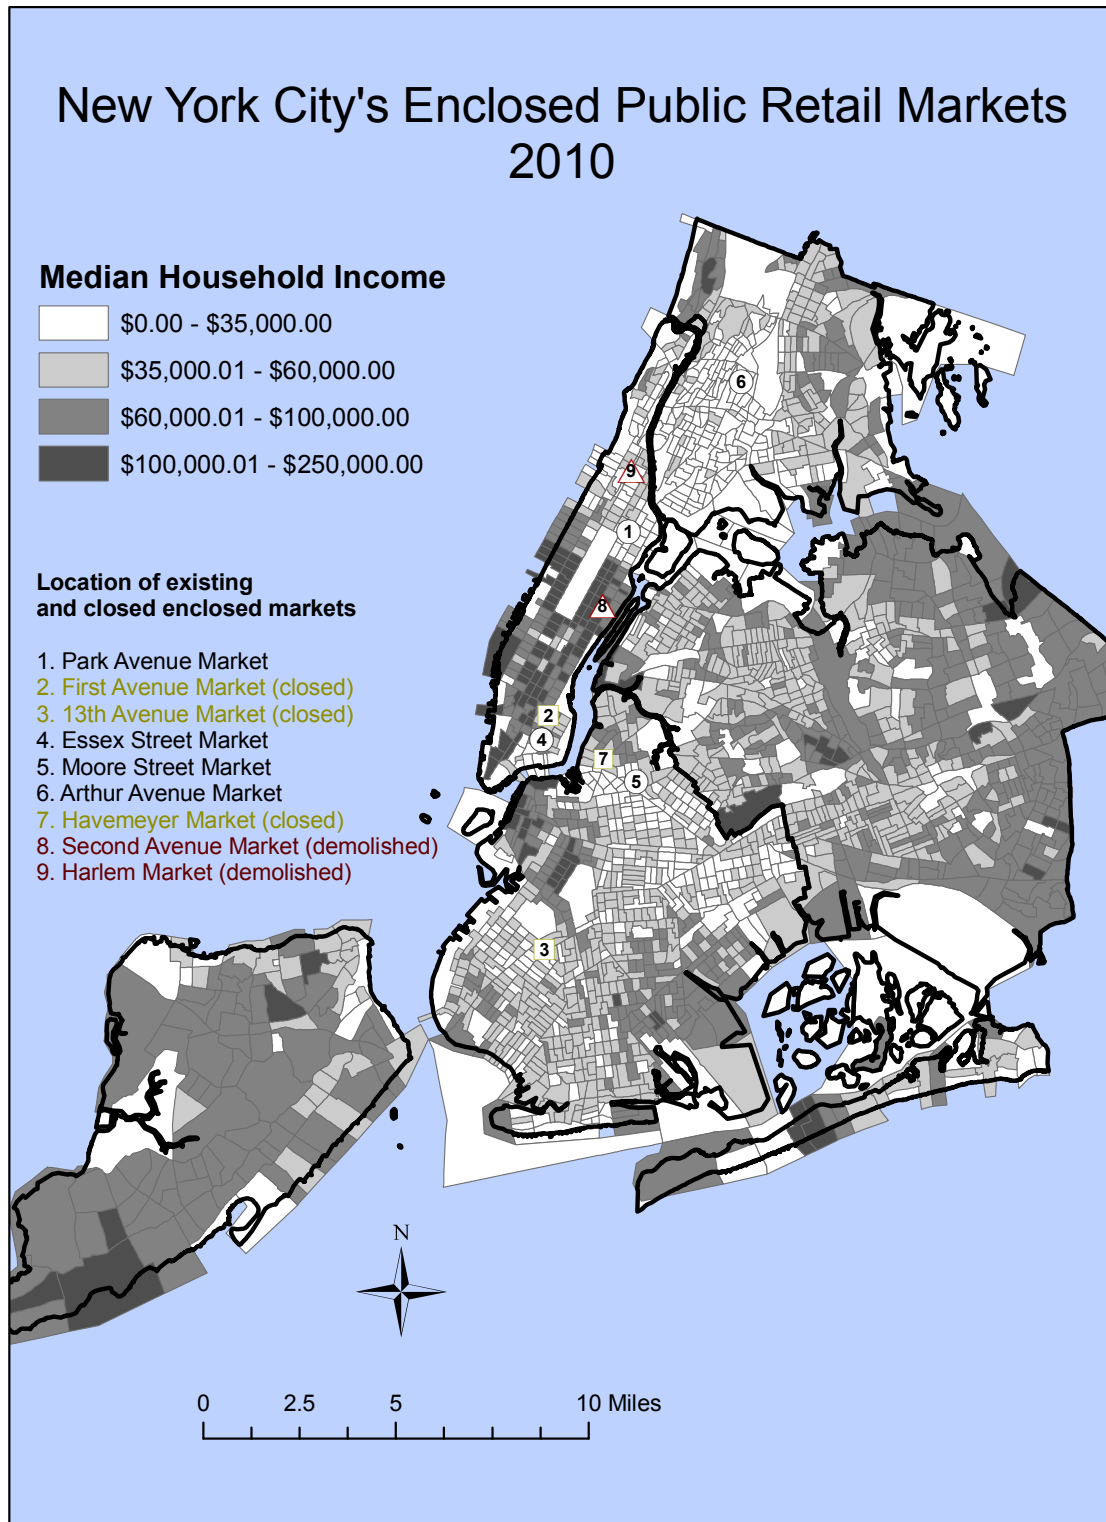 New York City's Enclosed Public Retail Markets
2010
Median Household Income
$0.00 - $35,000.00
$35,000.01 - $60,000.00
$60,000.01 - $100,000.00
$100,000.01 - $250,000.00
Location of existing
and closed enclosed markets
1. Park Avenue Market
2. First Avenue Market (closed)
3. 13th Avenue Market (closed)
4. Essex Street Market
5. Moore Street Market
6. Arthur Avenue Market
7. Havemeyer Market (closed)
8. Second Avenue Market (demolished)
9. Harlem Market (demolished)
6
9
1
8
2
4
7
5
3
N
0 2.5 5 10 Miles